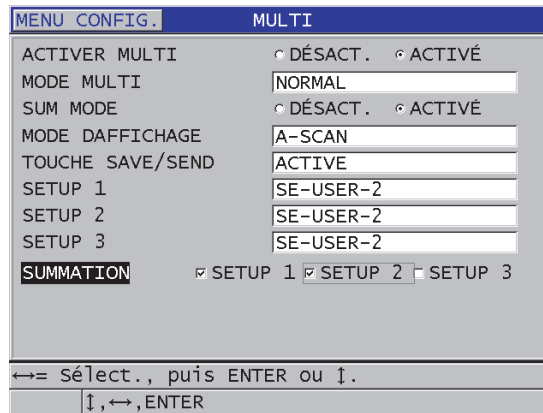 MENU CONFIG. MULTI
ACTIVER MULTI DÉSACT. ACTIVÉ
MODE MULTI NORMAL
SUM MODE DÉSACT. ACTIVÉ
MODE DAFFICHAGE A-SCAN
TOUCHE SAVE/SEND ACTIVE
SETUP 1 SE-USER-2
SETUP 2 SE-USER-2
SETUP 3 SE-USER-2
SUMMATION SETUP 1 SETUP 2 SETUP 3
↔= Sélect., puis ENTER ou ↕.
↕,↔,ENTER